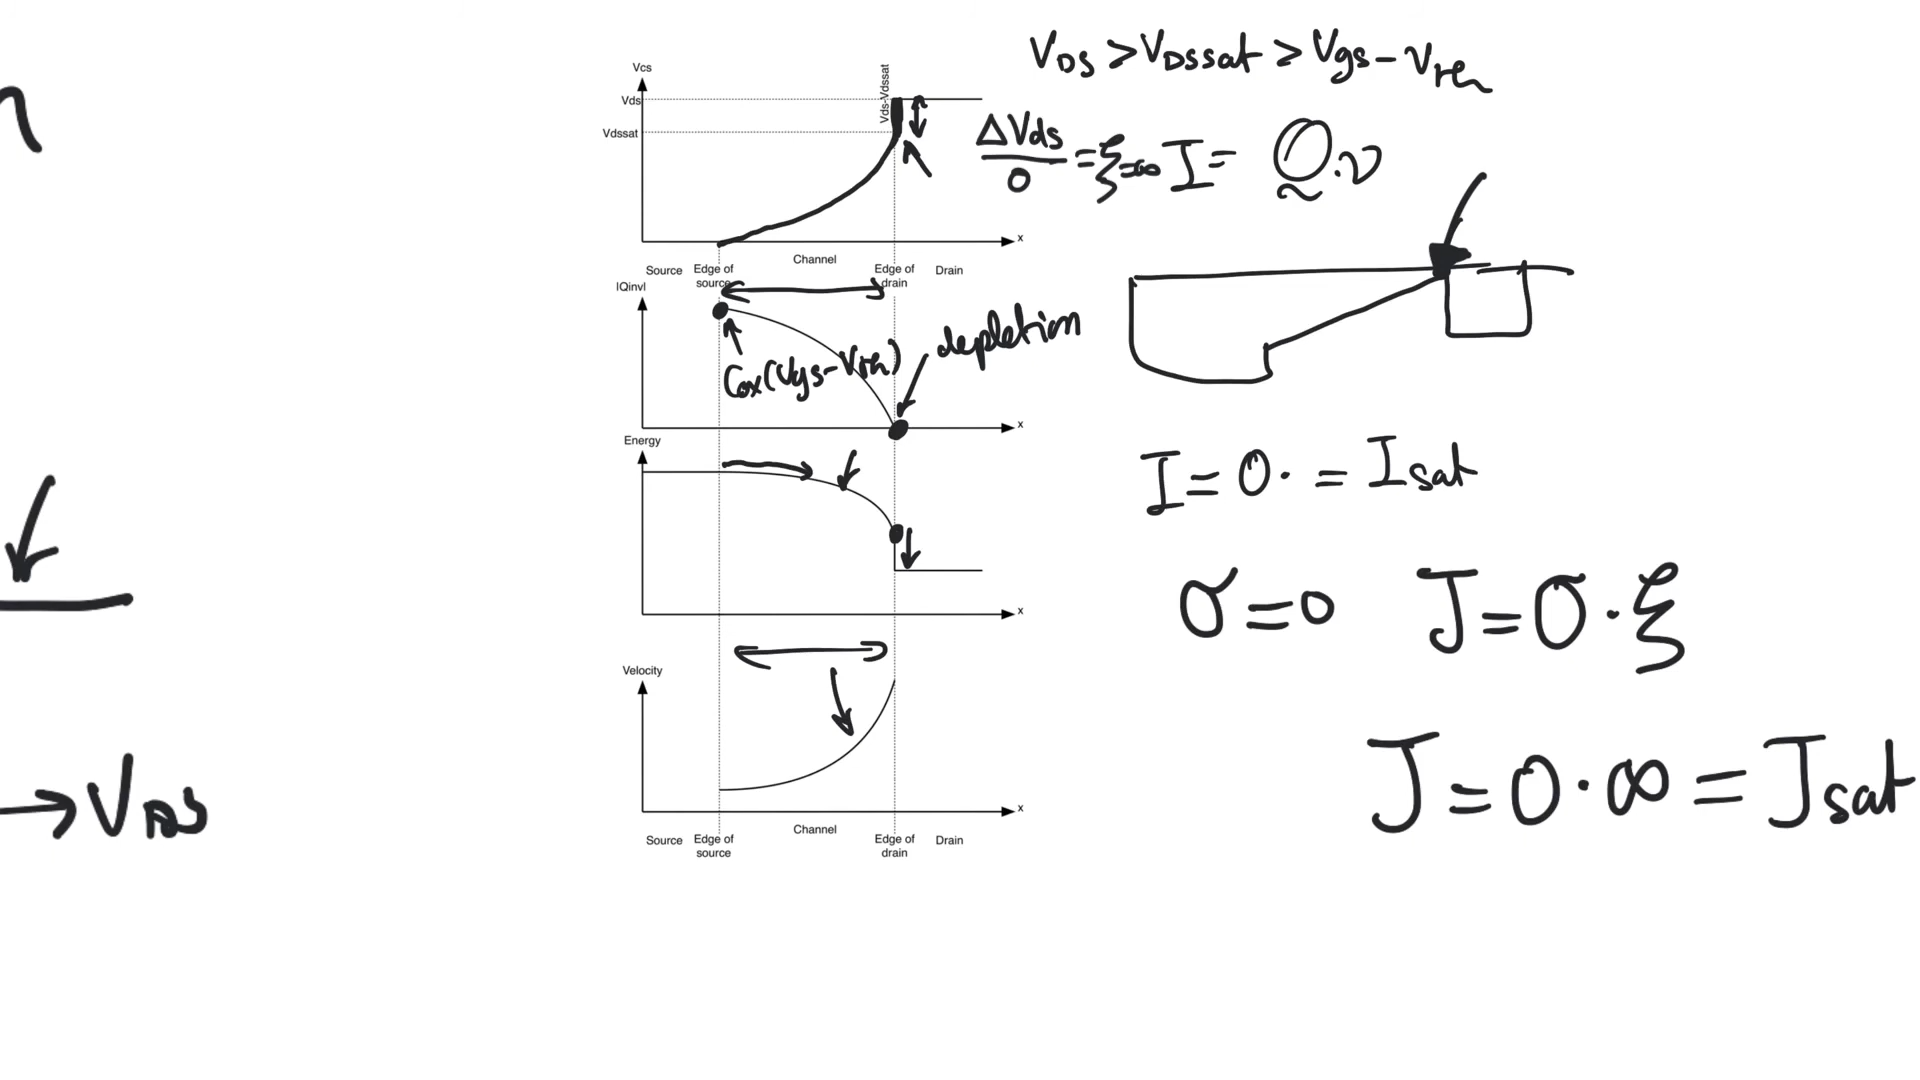 n
→ VDS
VDS > VDSsat > Vgs - Vth
Vcs
Vds
Vdssat
Vds-Vdssat
x
Source
Edge of
source
Channel
Edge of
drain
Drain
ΔVds/0 = ξ=∞
I = Q.v
|Qinv|
Cox(Vgs-Vth)
depletion
x
Energy
x
I = 0. = Isat
σ=0
J=σ.ξ
Velocity
x
Source
Edge of
source
Channel
Edge of
drain
Drain
J = 0.∞ = Jsat